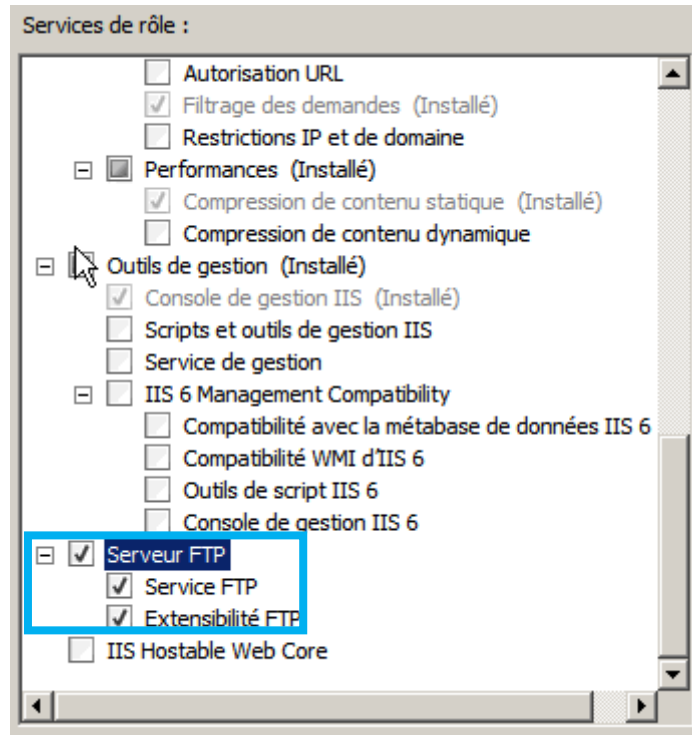 Services de rôle :
Autorisation URL
Filtrage des demandes (Installé)
Restrictions IP et de domaine
Performances (Installé)
Compression de contenu statique (Installé)
Compression de contenu dynamique
Outils de gestion (Installé)
Console de gestion IIS (Installé)
Scripts et outils de gestion IIS
Service de gestion
IIS 6 Management Compatibility
Compatibilité avec la métabase de données IIS 6
Compatibilité WMI d'IIS 6
Outils de script IIS 6
Console de gestion IIS 6
Serveur FTP
Service FTP
Extensibilité FTP
IIS Hostable Web Core